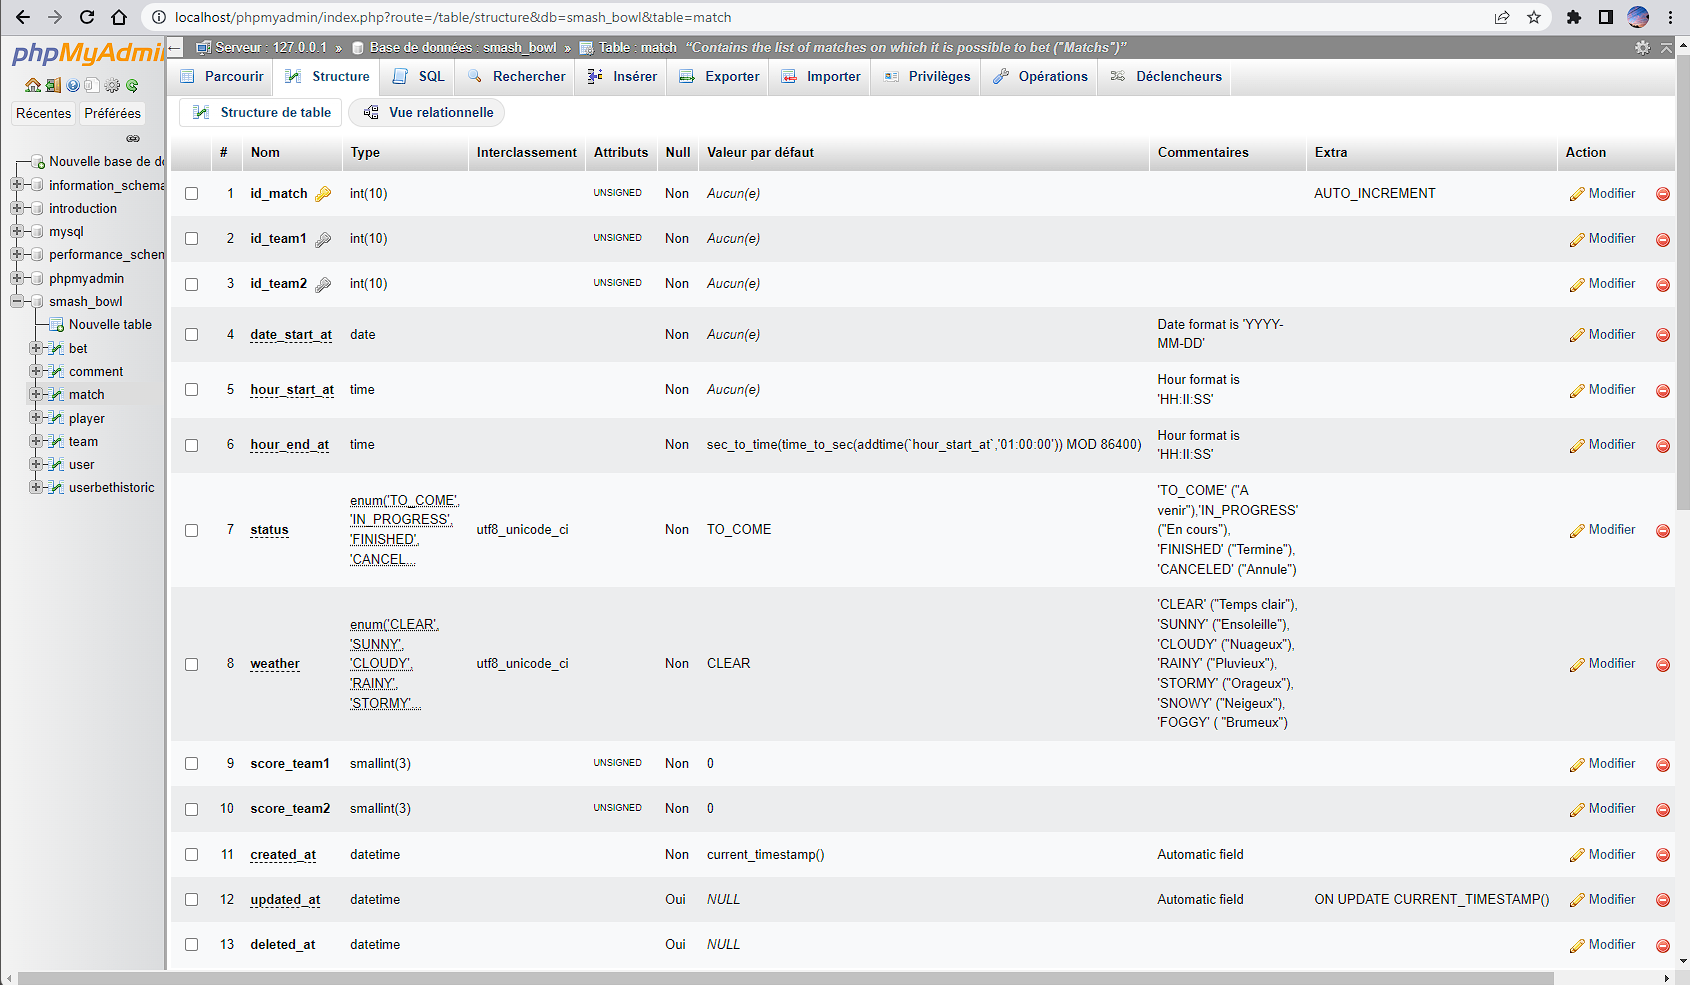 localhost/phpmyadmin/index.php?route=/table/structure&db=smash_bowl&table=match
phpMyAdmin
Récentes
Préférées
Nouvelle base de do
information_schema
introduction
mysql
performance_schem
phpmyadmin
smash_bowl
Nouvelle table
bet
comment
match
player
team
user
userbethistoric
Serveur : 127.0.0.1 » Base de données : smash_bowl » Table : match "Contains the list of matches on which it is possible to bet ("Matchs")"
Parcourir Structure SQL Rechercher Insérer Exporter Importer Privilèges Opérations Déclencheurs
Structure de table Vue relationnelle
# Nom Type Interclassement Attributs Null Valeur par défaut Commentaires Extra Action
1 id_match int(10) UNSIGNED Non Aucun(e) AUTO_INCREMENT Modifier
2 id_team1 int(10) UNSIGNED Non Aucun(e) Modifier
3 id_team2 int(10) UNSIGNED Non Aucun(e) Modifier
4 date_start_at date Non Aucun(e) Date format is 'YYYY-
MM-DD' Modifier
5 hour_start_at time Non Aucun(e) Hour format is
'HH:II:SS' Modifier
6 hour_end_at time Non sec_to_time(time_to_sec(addtime(`hour_start_at`,'01:00:00')) MOD 86400) Hour format is
'HH:II:SS' Modifier
7 status
enum('TO_COME',
'IN_PROGRESS',
'FINISHED',
'CANCEL...
utf8_unicode_ci Non TO_COME
'TO_COME' ("A
venir"),'IN_PROGRESS'
("En cours"),
'FINISHED' ("Termine"),
'CANCELED' ("Annule")
Modifier
8 weather
enum('CLEAR',
'SUNNY',
'CLOUDY',
'RAINY',
'STORMY'...
utf8_unicode_ci Non CLEAR
'CLEAR' ("Temps clair"),
'SUNNY' ("Ensoleille"),
'CLOUDY' ("Nuageux"),
'RAINY' ("Pluvieux"),
'STORMY' ("Orageux"),
'SNOWY' ("Neigeux"),
'FOGGY' ( "Brumeux")
Modifier
9 score_team1 smallint(3) UNSIGNED Non 0 Modifier
10 score_team2 smallint(3) UNSIGNED Non 0 Modifier
11 created_at datetime Non current_timestamp() Automatic field Modifier
12 updated_at datetime Oui NULL Automatic field ON UPDATE CURRENT_TIMESTAMP() Modifier
13 deleted_at datetime Oui NULL Modifier